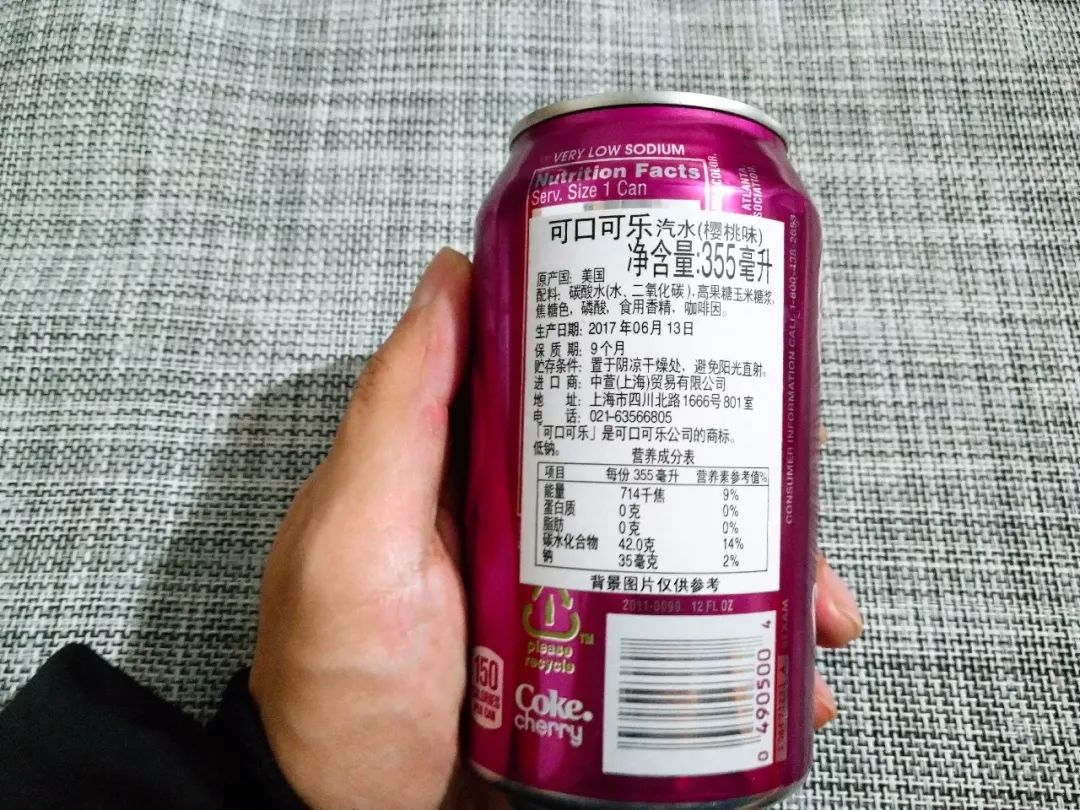 VERY LOW SODIUM
Nutrition Facts
Serv. Size 1 Can
COLOR.
ATLANTA
可口可乐 汽水(樱桃味)
净含量:355毫升
原产国: 美国
配料: 碳酸水(水、二氧化碳),高果糖玉米糖浆,
焦糖色, 磷酸, 食用香精, 咖啡因。
生产日期: 2017年06月13日
保 质 期: 9个月
贮存条件: 置于阴凉干燥处, 避免阳光直射。
进 口 商: 中萱(上海)贸易有限公司
地 址: 上海市四川北路1666号801室
电 话: 021-63566805
「可口可乐」是可口可乐公司的商标。
低钠。
营养成分表
项目 每份 355毫升 营养素参考值%
能量 714千焦 9%
蛋白质 0克 0%
脂肪 0克 0%
碳水化合物 42.0克 14%
钠 35毫克 2%
背景图片仅供参考
CONSUMER INFORMATION CALL 1-800-438-2653
12 FL OZ
please
recycle
TM
150
CALORIES
PER CAN
Coke.
cherry
0 490500 4